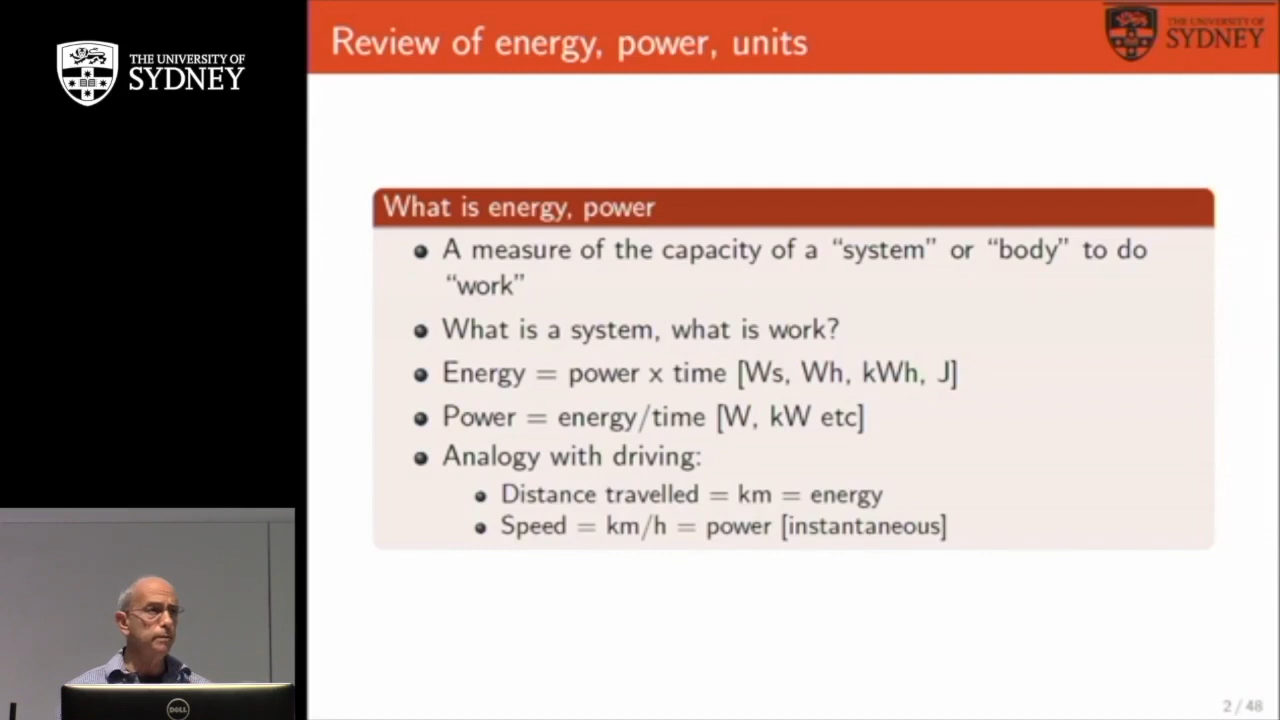 THE UNIVERSITY OF
SYDNEY
Review of energy, power, units
THE UNIVERSITY OF
SYDNEY
What is energy, power
A measure of the capacity of a “system” or “body” to do
“work”
What is a system, what is work?
Energy = power x time [Ws, Wh, kWh, J]
Power = energy/time [W, kW etc]
Analogy with driving:
Distance travelled = km = energy
Speed = km/h = power [instantaneous]
DELL
2 / 48